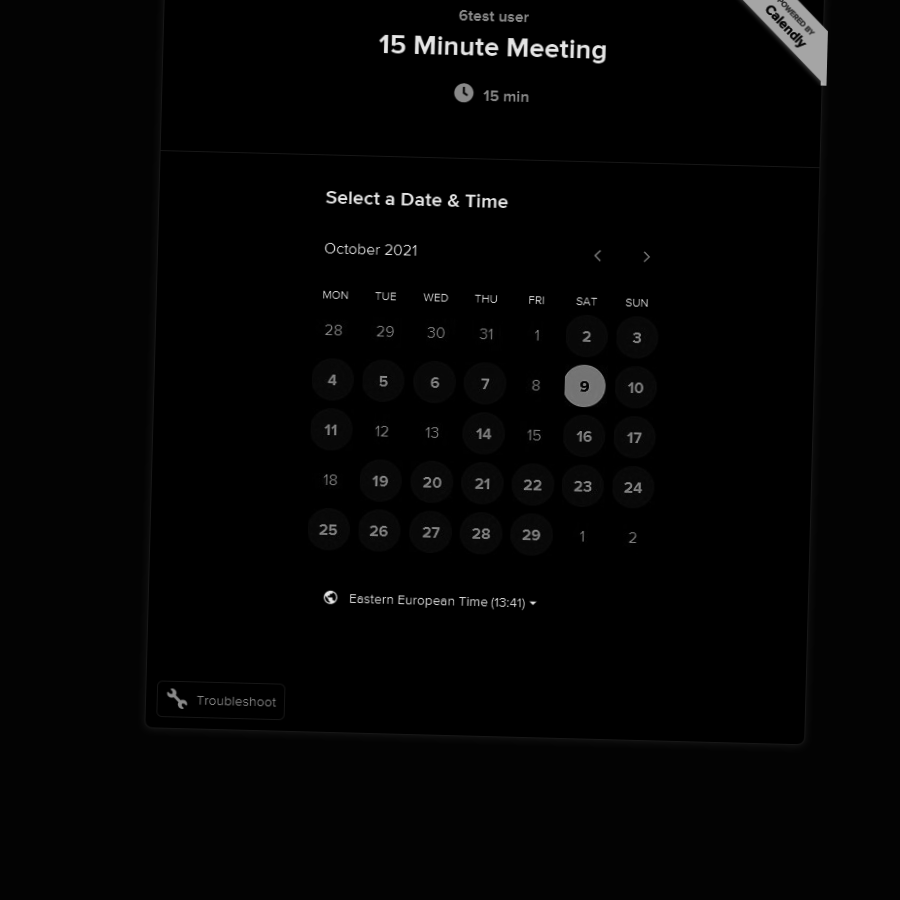 6test user
POWERED BY
Calendly
15 Minute Meeting
15 min
Select a Date & Time
October 2021
MON TUE WED THU FRI SAT SUN
28 29 30 31 1 2 3
4 5 6 7 8 9 10
11 12 13 14 15 16 17
18 19 20 21 22 23 24
25 26 27 28 29 1 2
Eastern European Time (13:41)
Troubleshoot